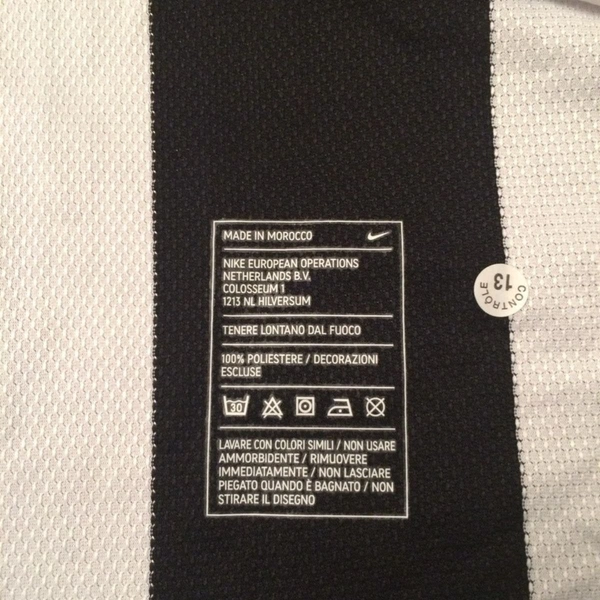 MADE IN MOROCCO
NIKE EUROPEAN OPERATIONS
NETHERLANDS B.V.
COLOSSEUM 1
1213 NL HILVERSUM
TENERE LONTANO DAL FUOCO
100% POLIESTERE / DECORAZIONI
ESCLUSE
30
LAVARE CON COLORI SIMILI / NON USARE
AMMORBIDENTE / RIMUOVERE
IMMEDIATAMENTE / NON LASCIARE
PIEGATO QUANDO È BAGNATO / NON
STIRARE IL DISEGNO
13
CONTRÔLE